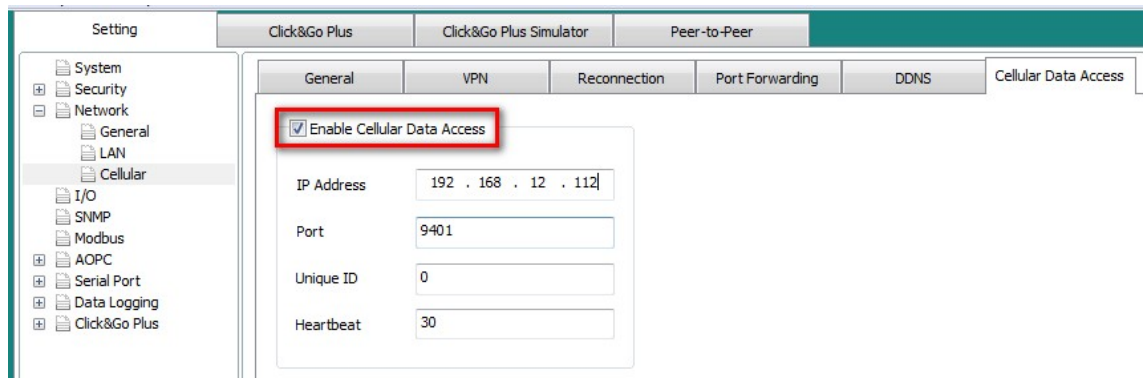 Setting
Click&Go Plus
Click&Go Plus Simulator
Peer-to-Peer
System
Security
Network
General
LAN
Cellular
I/O
SNMP
Modbus
AOPC
Serial Port
Data Logging
Click&Go Plus
General
VPN
Reconnection
Port Forwarding
DDNS
Cellular Data Access
Enable Cellular Data Access
IP Address
192 . 168 . 12 . 112
Port
9401
Unique ID
0
Heartbeat
30